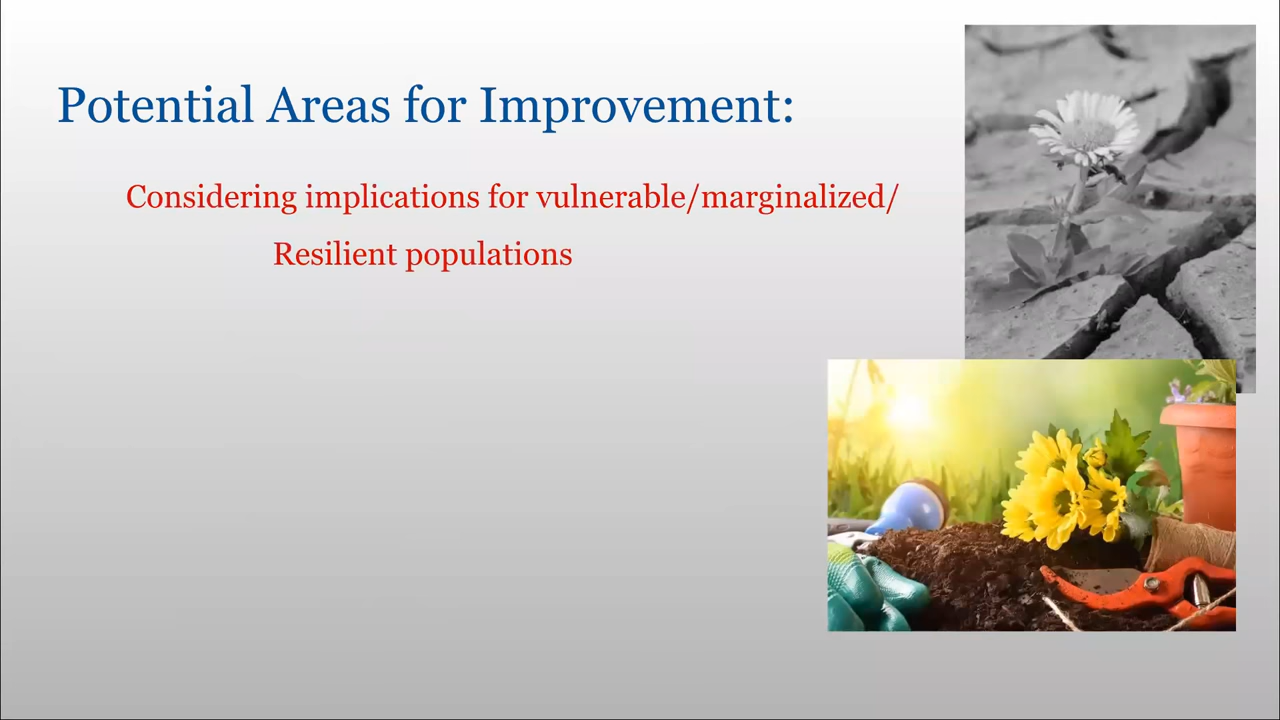 Potential Areas for Improvement:
Considering implications for vulnerable/marginalized/
Resilient populations